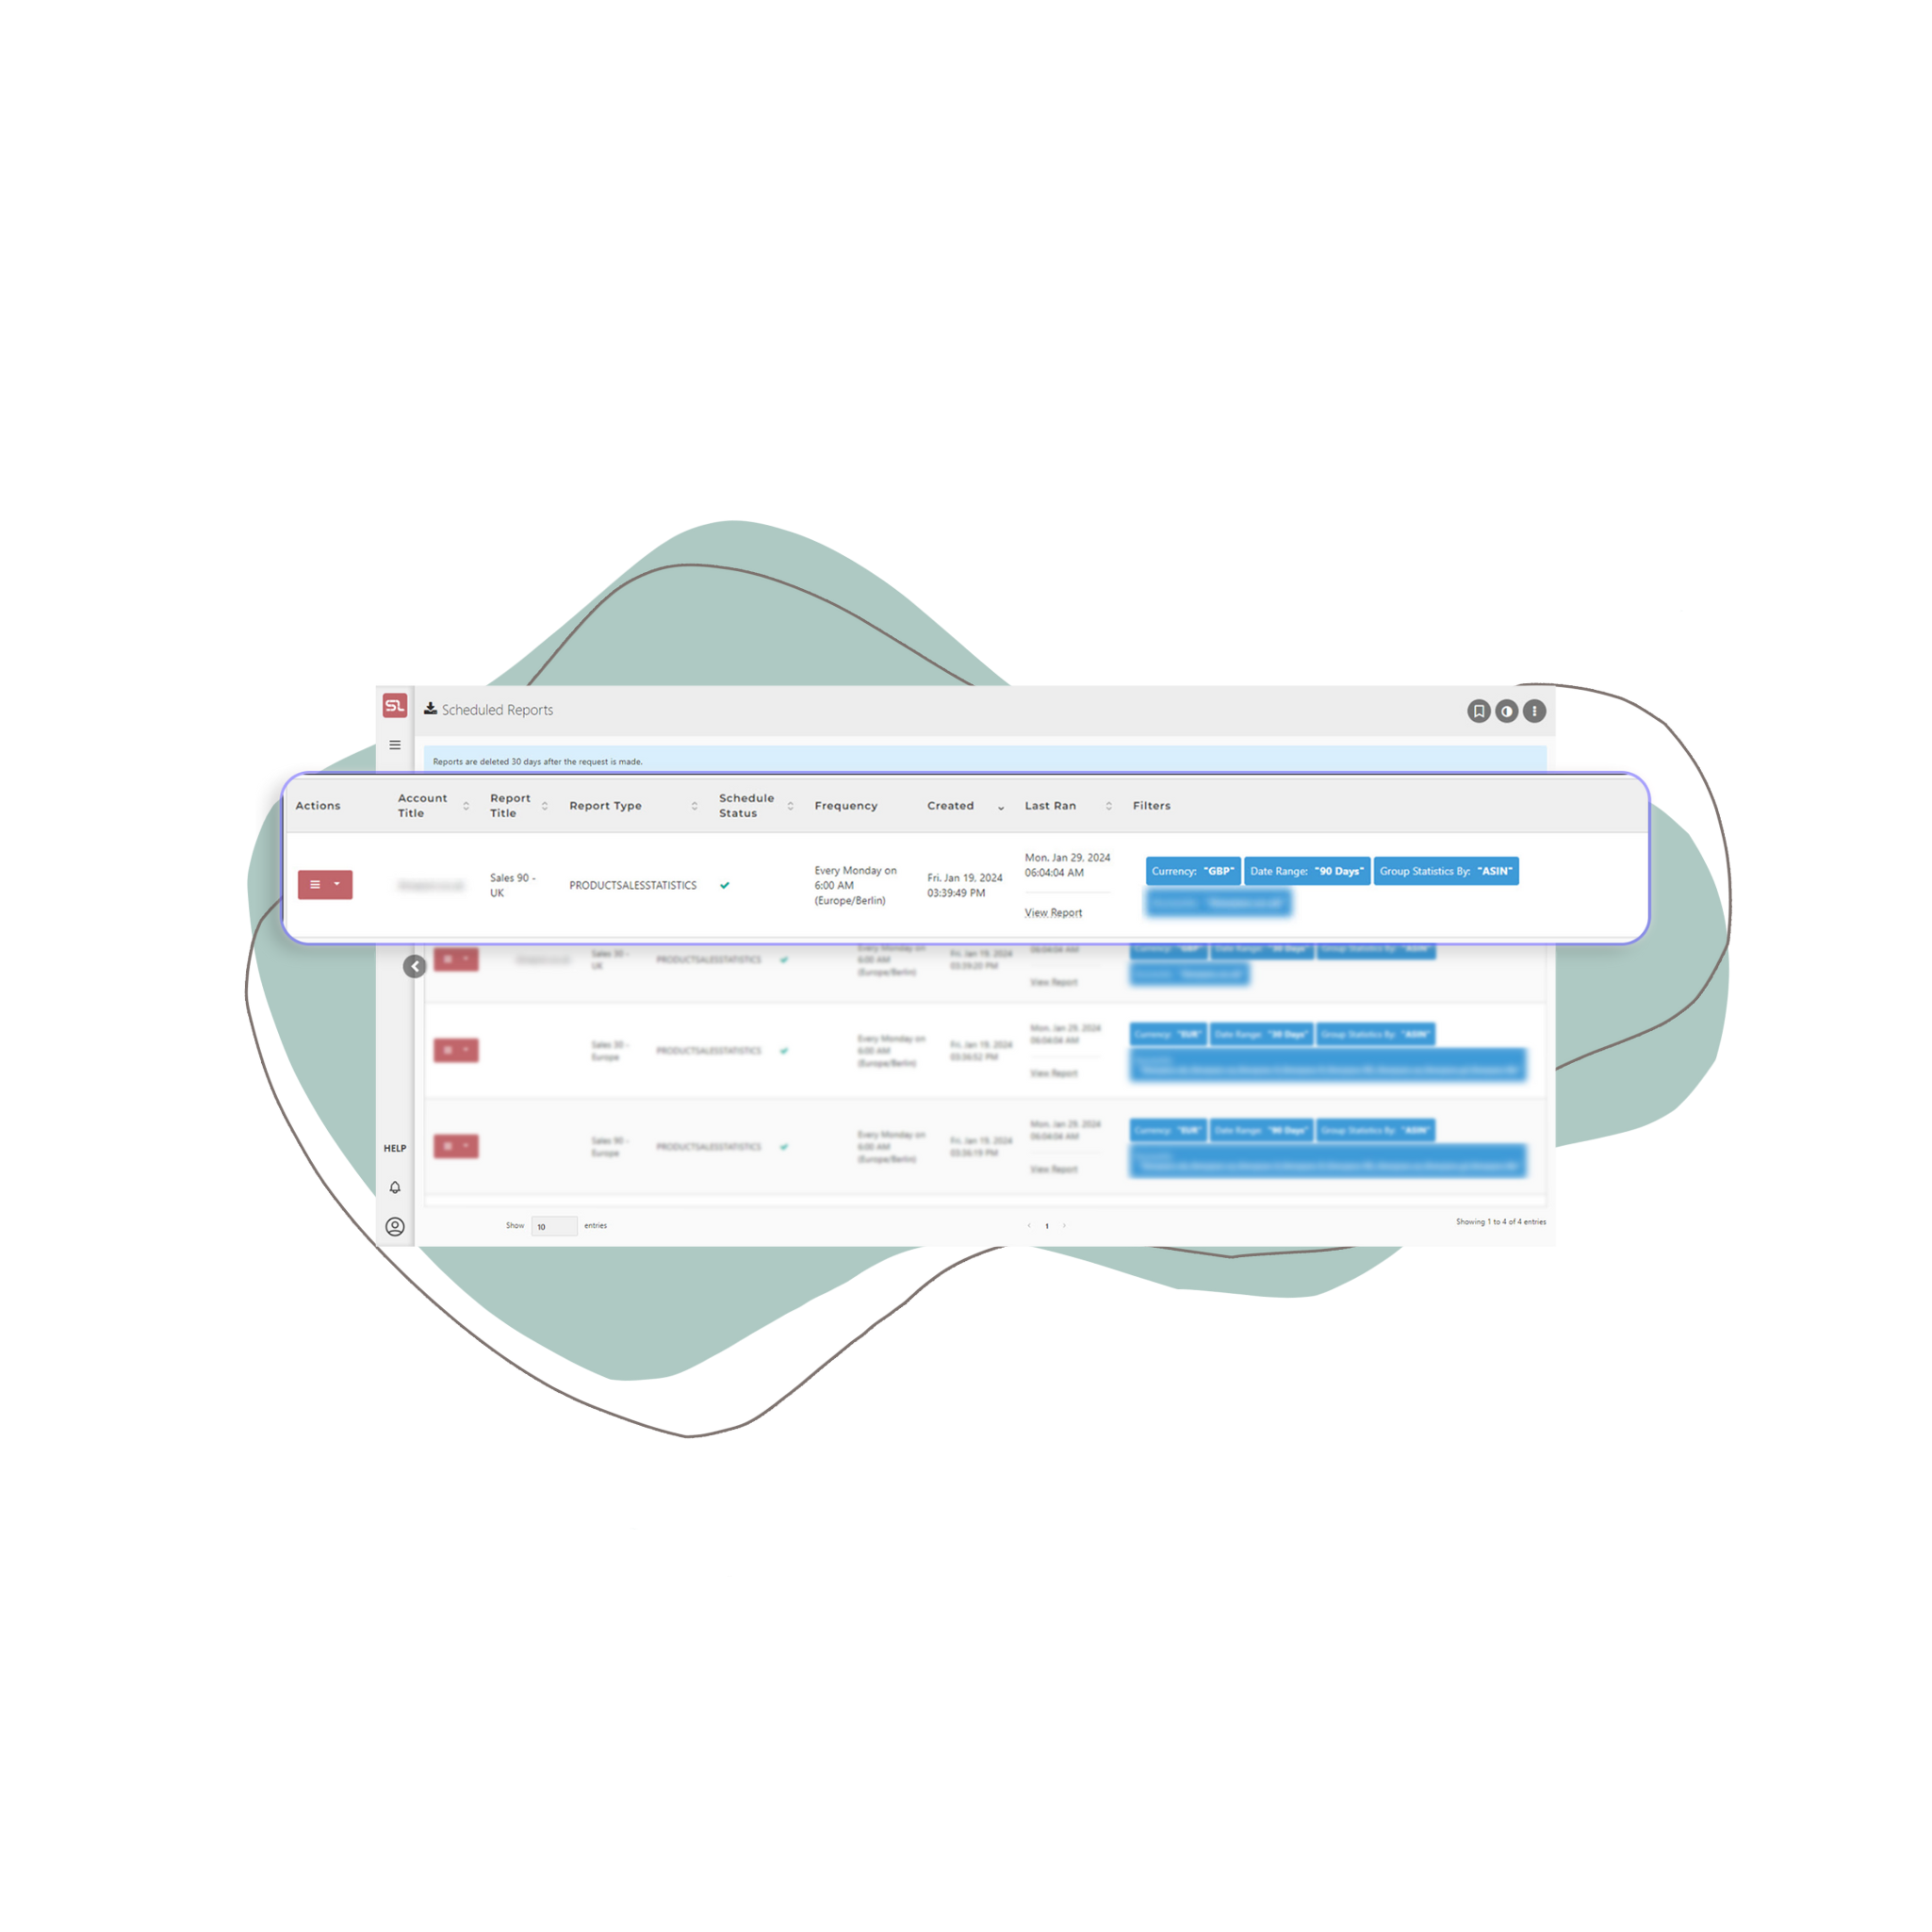 SL
Scheduled Reports
Reports are deleted 30 days after the request is made.
Actions
Account
Title
Report
Title
Report Type
Schedule
Status
Frequency
Created
Last Ran
Filters
Sales 90 -
UK
PRODUCTSALESSTATISTICS
Every Monday on
6:00 AM
(Europe/Berlin)
Fri. Jan 19. 2024
03:39:49 PM
Mon. Jan 29. 2024
06:04:04 AM
View Report
Currency: "GBP"
Date Range: "90 Days"
Group Statistics By: "ASIN"
Sales 30 -
UK
PRODUCTSALESSTATISTICS
Every Monday on
6:00 AM
(Europe/Berlin)
Fri. Jan 19. 2024
03:39:20 PM
06:04:04 AM
View Report
Currency: "GBP"
Date Range: "30 Days"
Group Statistics By: "ASIN"
Sales 30 -
Europe
PRODUCTSALESSTATISTICS
Every Monday on
6:00 AM
(Europe/Berlin)
Fri. Jan 19. 2024
03:36:52 PM
Mon. Jan 29. 2024
06:04:04 AM
View Report
Currency: "EUR"
Date Range: "30 Days"
Group Statistics By: "ASIN"
Sales 90 -
Europe
PRODUCTSALESSTATISTICS
Every Monday on
6:00 AM
(Europe/Berlin)
Fri. Jan 19. 2024
03:36:19 PM
Mon. Jan 29. 2024
06:04:04 AM
View Report
Currency: "EUR"
Date Range: "90 Days"
Group Statistics By: "ASIN"
HELP
Show 10 entries
1
Showing 1 to 4 of 4 entries